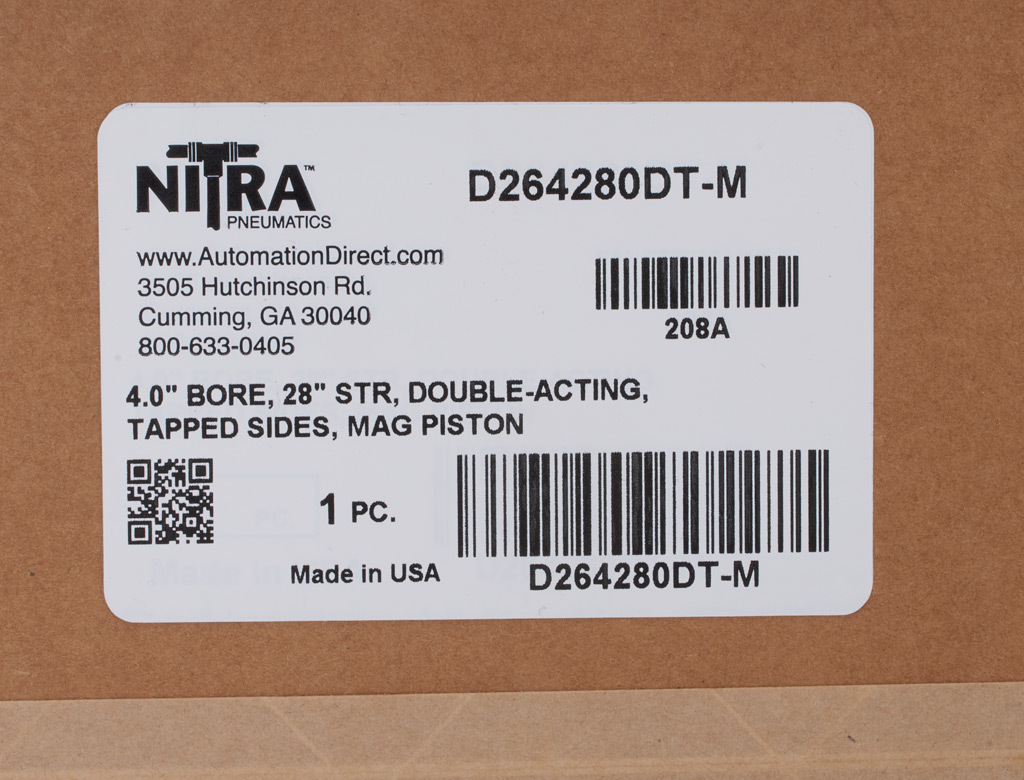 NITRA™
PNEUMATICS
D264280DT-M
www.AutomationDirect.com
3505 Hutchinson Rd.
Cumming, GA 30040
800-633-0405
208A
4.0" BORE, 28" STR, DOUBLE-ACTING,
TAPPED SIDES, MAG PISTON
1 PC.
Made in USA
D264280DT-M